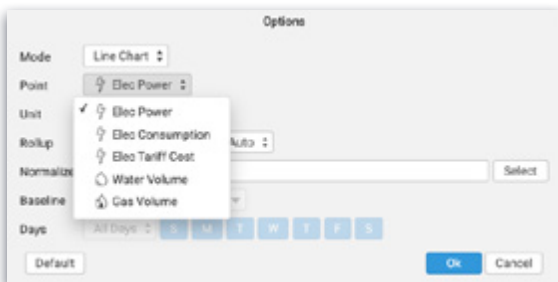 Options
Mode Line Chart
Point Elec Power
Unit ✓ Elec Power
Elec Consumption
Rollup Auto
Elec Tariff Cost
Normalize Water Volume Select
Baseline Gas Volume
Days All Days S M T W T F S
Default Ok Cancel